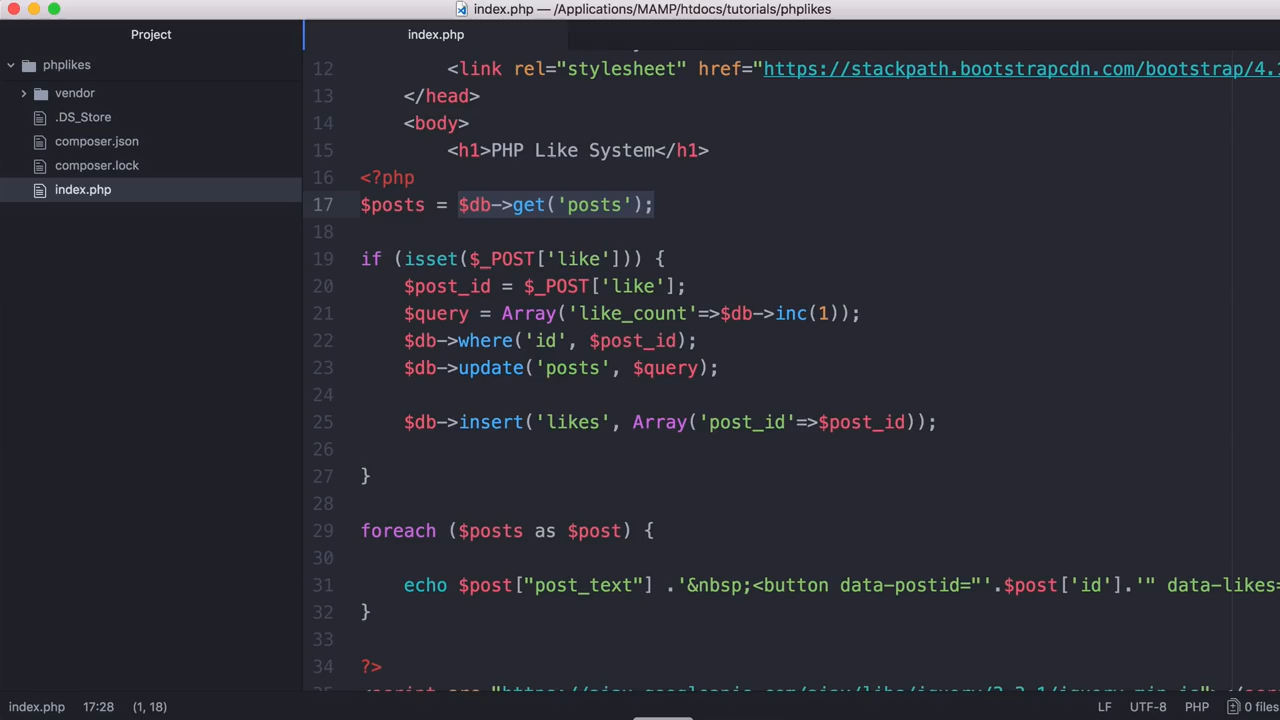 index.php — /Applications/MAMP/htdocs/tutorials/phplikes
Project
index.php
phplikes
vendor
.DS_Store
composer.json
composer.lock
index.php
12 <link rel="stylesheet" href="https://stackpath.bootstrapcdn.com/bootstrap/4.1
13 </head>
14 <body>
15 <h1>PHP Like System</h1>
16 <?php
17 $posts = $db->get('posts');
18
19 if (isset($_POST['like'])) {
20 $post_id = $_POST['like'];
21 $query = Array('like_count'=>$db->inc(1));
22 $db->where('id', $post_id);
23 $db->update('posts', $query);
24
25 $db->insert('likes', Array('post_id'=>$post_id));
26
27 }
28
29 foreach ($posts as $post) {
30
31 echo $post["post_text"] .'&nbsp;<button data-postid="'.$post['id'].'" data-likes=
32 }
33
34 ?>
index.php 17:28 (1, 18) LF UTF-8 PHP 0 files